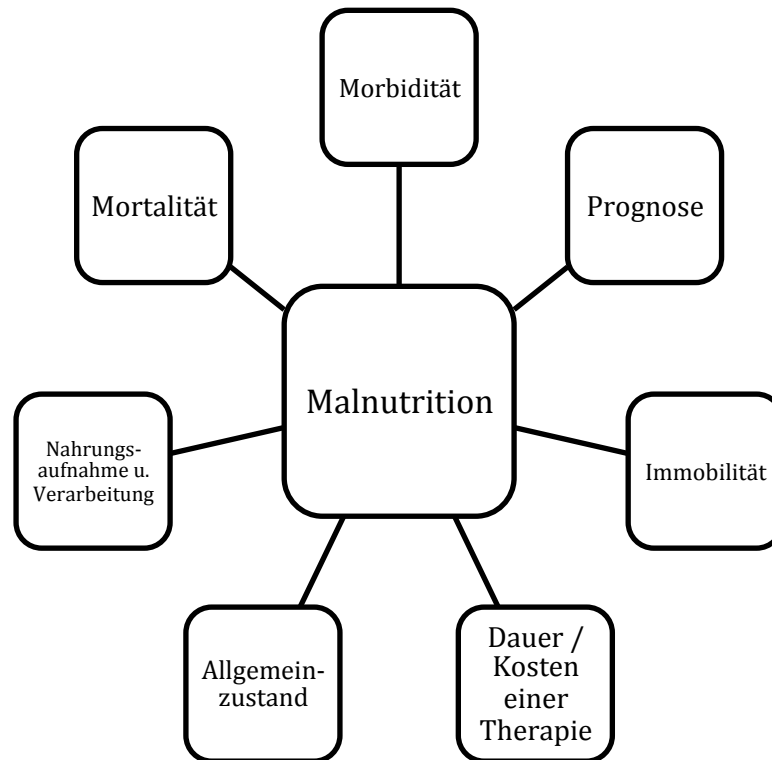 Morbidität
Mortalität
Prognose
Malnutrition
Nahrungs-
aufnahme u.
Verarbeitung
Immobilität
Allgemein-
zustand
Dauer /
Kosten
einer
Therapie